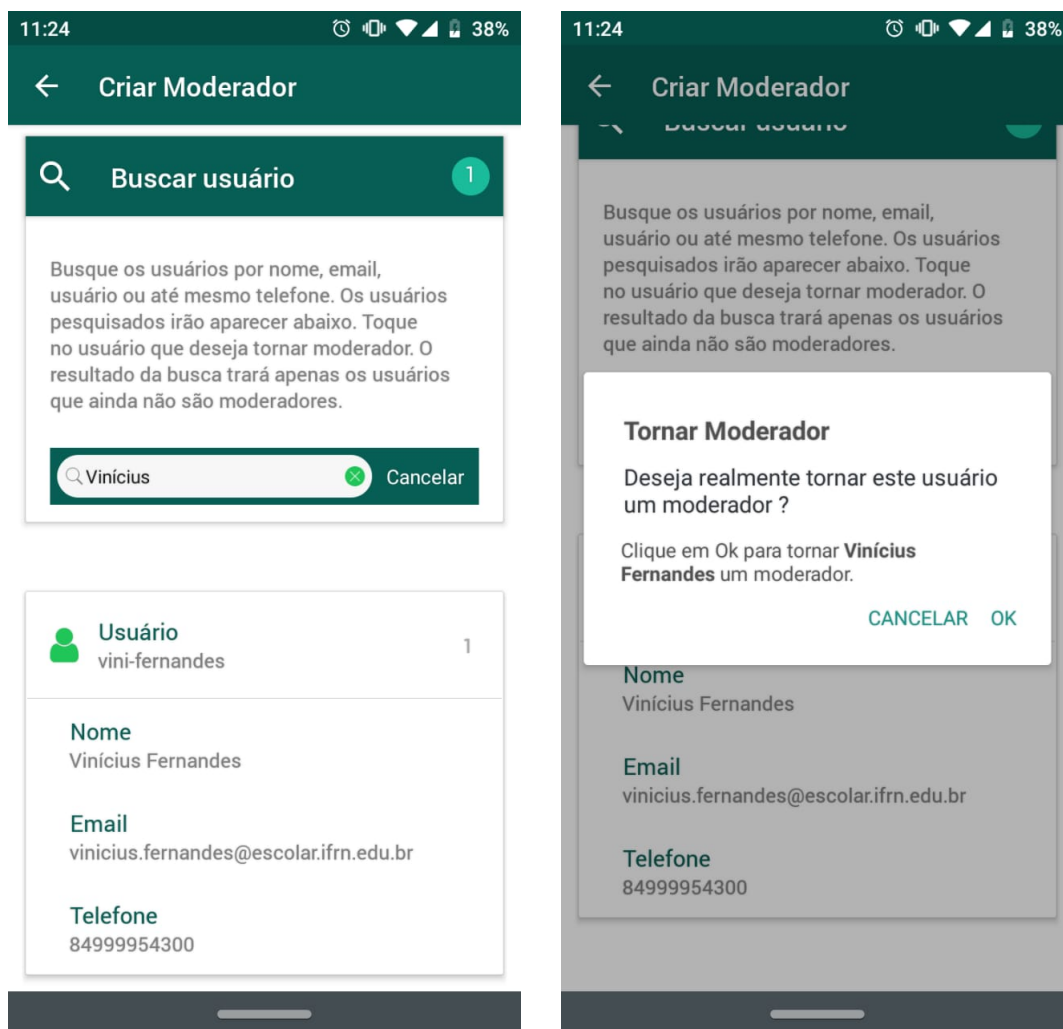 11:24
38%
Criar Moderador
Buscar usuário
1
Busque os usuários por nome, email,
usuário ou até mesmo telefone. Os usuários
pesquisados irão aparecer abaixo. Toque
no usuário que deseja tornar moderador. O
resultado da busca trará apenas os usuários
que ainda não são moderadores.
Vinícius
Cancelar
Usuário
vini-fernandes
1
Nome
Vinícius Fernandes
Email
vinicius.fernandes@escolar.ifrn.edu.br
Telefone
84999954300
11:24
38%
Criar Moderador
Buscar usuário
Busque os usuários por nome, email,
usuário ou até mesmo telefone. Os usuários
pesquisados irão aparecer abaixo. Toque
no usuário que deseja tornar moderador. O
resultado da busca trará apenas os usuários
que ainda não são moderadores.
Tornar Moderador
Deseja realmente tornar este usuário
um moderador ?
Clique em Ok para tornar Vinícius
Fernandes um moderador.
CANCELAR OK
Nome
Vinícius Fernandes
Email
vinicius.fernandes@escolar.ifrn.edu.br
Telefone
84999954300